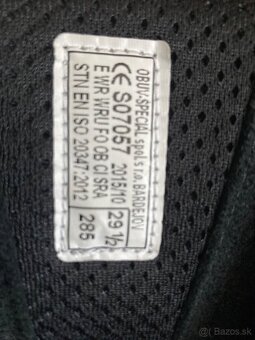 OBUV-SPECIAL spol. s r.o. BARDEJOV
CE S07057 2015/10 29 1/2
E WR WRU FO OB CI SRA
STN EN ISO 20347:2012 285
© sBazar.sk